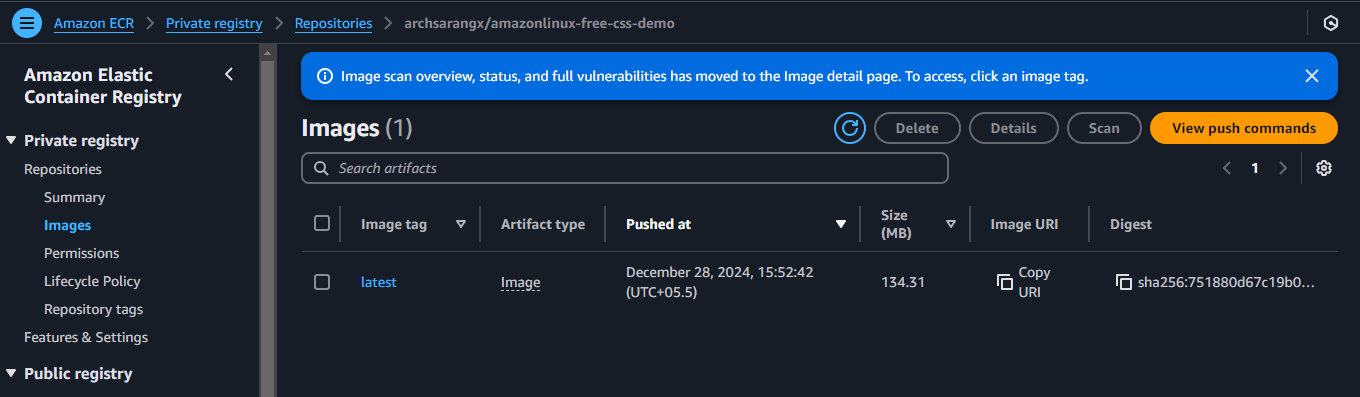 Amazon ECR > Private registry > Repositories > archsarangx/amazonlinux-free-css-demo
Amazon Elastic
Container Registry
Private registry
Repositories
Summary
Images
Permissions
Lifecycle Policy
Repository tags
Features & Settings
Public registry
Image scan overview, status, and full vulnerabilities has moved to the Image detail page. To access, click an image tag.
Images (1)
Delete
Details
Scan
View push commands
Search artifacts
1
Image tag
Artifact type
Pushed at
Size
(MB)
Image URI
Digest
latest
Image
December 28, 2024, 15:52:42
(UTC+05.5)
134.31
Copy
URI
sha256:751880d67c19b0...